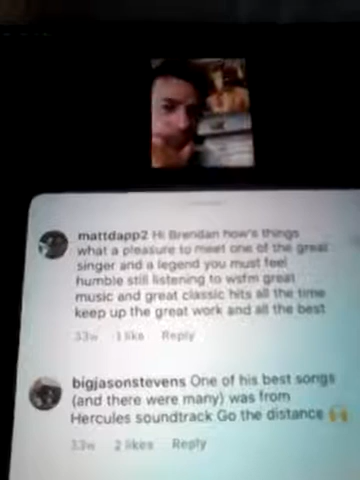 mattdapp2 Hi Brendan how's things
what a pleasure to meet one of the great
singer and a legend you must feel
humble still listening to wsfm great
music and great classic hits all the time
keep up the great work and all the best
33w 1 like Reply
bigjasonstevens One of his best songs
(and there were many) was from
Hercules soundtrack Go the distance 🙌
33w 2 likes Reply